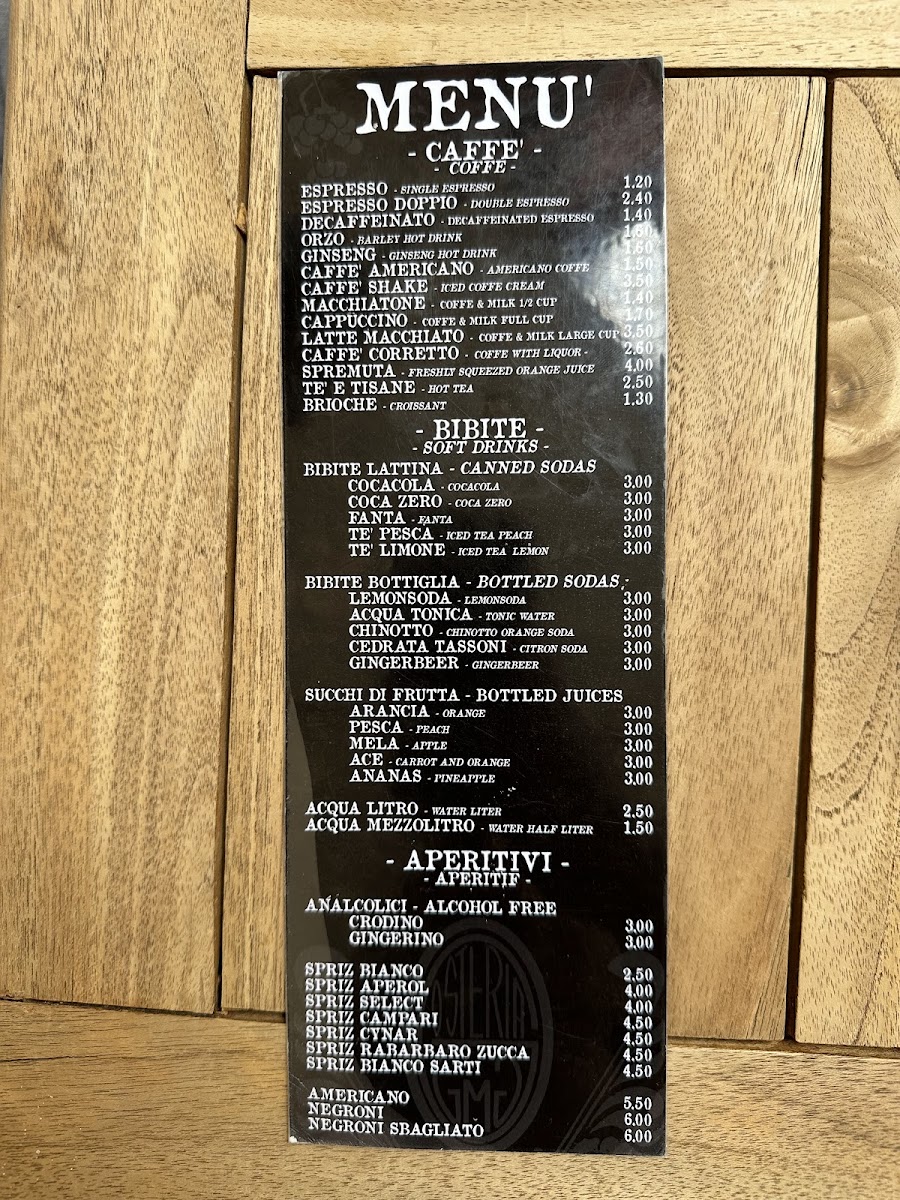 MENU'
- CAFFE' -
- COFFE -
ESPRESSO - SINGLE ESPRESSO 1.20
ESPRESSO DOPPIO - DOUBLE ESPRESSO 2.40
DECAFFEINATO - DECAFFEINATED ESPRESSO 1.40
ORZO - BARLEY HOT DRINK 1.60
GINSENG - GINSENG HOT DRINK 1.60
CAFFE' AMERICANO - AMERICANO COFFE 1.50
CAFFE' SHAKE - ICED COFFE CREAM 3.50
MACCHIATONE - COFFE & MILK 1/2 CUP 1.40
CAPPUCCINO - COFFE & MILK FULL CUP 1.70
LATTE MACCHIATO - COFFE & MILK LARGE CUP 3.50
CAFFE' CORRETTO - COFFE WITH LIQUOR - 2.60
SPREMUTA - FRESHLY SQUEEZED ORANGE JUICE 4.00
TE' E TISANE - HOT TEA 2.50
BRIOCHE - CROISSANT 1.30
- BIBITE -
- SOFT DRINKS -
BIBITE LATTINA - CANNED SODAS
COCACOLA - COCACOLA 3.00
COCA ZERO - COCA ZERO 3.00
FANTA - FANTA 3.00
TE' PESCA - ICED TEA PEACH 3.00
TE' LIMONE - ICED TEA LEMON 3.00
BIBITE BOTTIGLIA - BOTTLED SODAS -
LEMONSODA - LEMONSODA 3.00
ACQUA TONICA - TONIC WATER 3.00
CHINOTTO - CHINOTTO ORANGE SODA 3.00
CEDRATA TASSONI - CITRON SODA 3.00
GINGERBEER - GINGERBEER 3.00
SUCCHI DI FRUTTA - BOTTLED JUICES
ARANCIA - ORANGE 3.00
PESCA - PEACH 3.00
MELA - APPLE 3.00
ACE - CARROT AND ORANGE 3.00
ANANAS - PINEAPPLE 3.00
ACQUA LITRO - WATER LITER 2.50
ACQUA MEZZOLITRO - WATER HALF LITER 1.50
- APERITIVI -
- APERITIF -
ANALCOLICI - ALCOHOL FREE
CRODINO 3.00
GINGERINO 3.00
SPRIZ BIANCO 2.50
SPRIZ APEROL 4.00
SPRIZ SELECT 4.00
SPRIZ CAMPARI 4.50
SPRIZ CYNAR 4.50
SPRIZ RABARBARO ZUCCA 4.50
SPRIZ BIANCO SARTI 4.50
AMERICANO 5.50
NEGRONI 6.00
NEGRONI SBAGLIATO 6.00